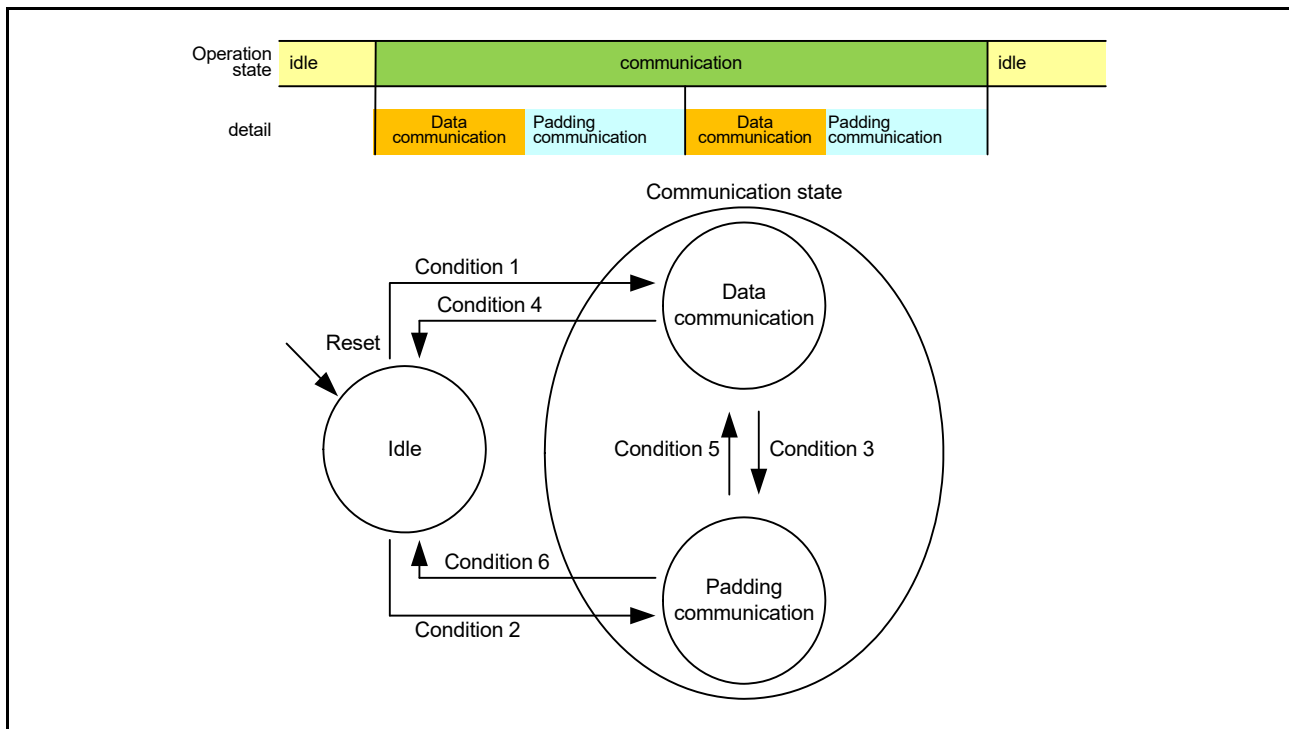 Operation
state
idle
communication
idle
detail
Data
communication
Padding
communication
Data
communication
Padding
communication
Communication state
Condition 1
Data
communication
Condition 4
Reset
Idle
Condition 5
Condition 3
Condition 6
Padding
communication
Condition 2